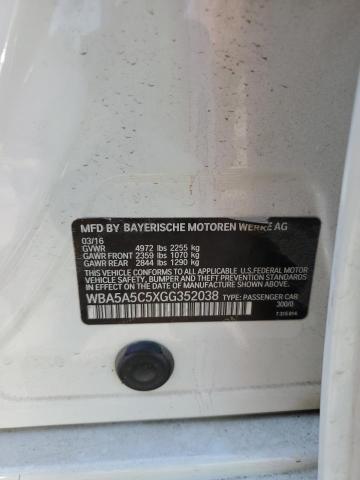 MFD BY BAYERISCHE MOTOREN WERKE AG
03/16
GVWR 4972 lbs 2255 kg
GAWR FRONT 2359 lbs 1070 kg
GAWR REAR 2844 lbs 1290 kg
THIS VEHICLE CONFORMS TO ALL APPLICABLE U.S.FEDERAL MOTOR
VEHICLE SAFETY, BUMPER AND THEFT PREVENTION STANDARDS
IN EFFECT ON THE DATE OF MANUFACTURE SHOWN ABOVE.
WBA5A5C5XGG352038 TYPE: PASSENGER CAR
300/0